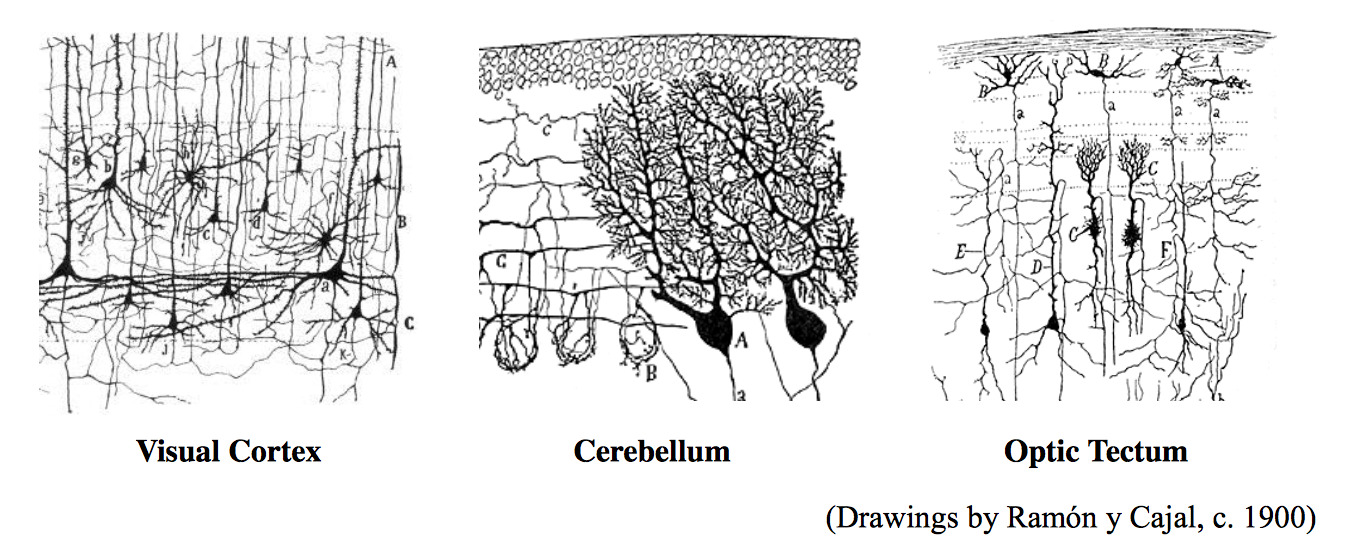 A
g
b
h
B
c
d
f
a
C
J
K
C
G
A
B
a
B
B
A
a
a
a
C
C
E
D
F
b
Visual Cortex
Cerebellum
Optic Tectum
(Drawings by Ramón y Cajal, c. 1900)